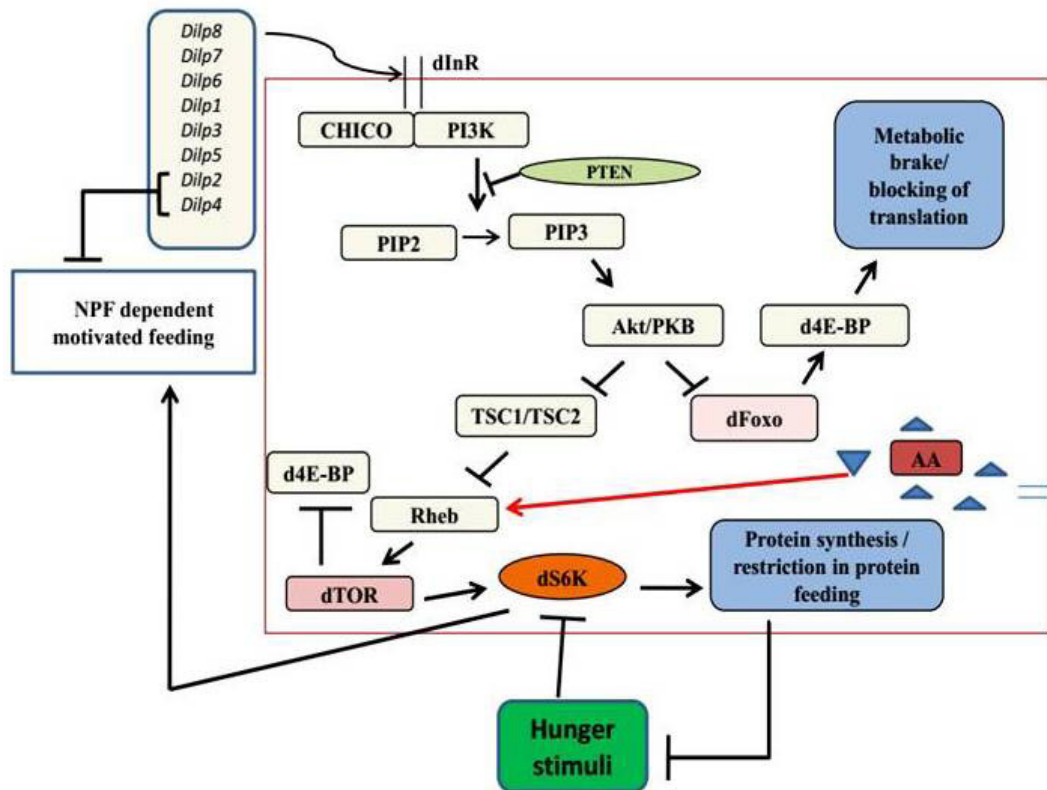 Dilp8
Dilp7
Dilp6
Dilp1
Dilp3
Dilp5
Dilp2
Dilp4
dInR
CHICO
PI3K
PTEN
PIP2
PIP3
Metabolic
brake/
blocking of
translation
NPF dependent
motivated feeding
Akt/PKB
d4E-BP
TSC1/TSC2
dFoxo
AA
d4E-BP
Rheb
dTOR
dS6K
Protein synthesis /
restriction in protein
feeding
Hunger
stimuli